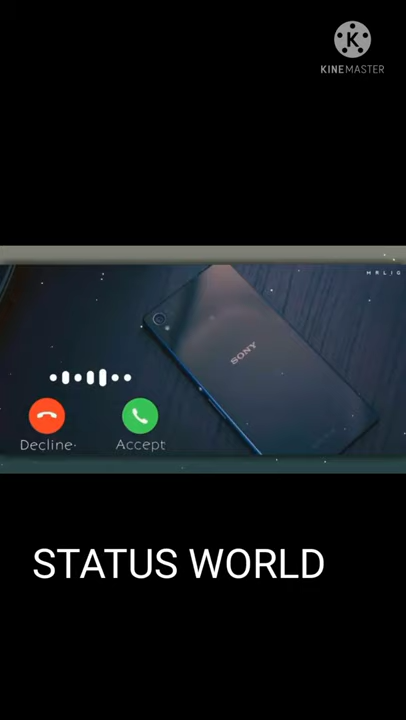 KINEMASTER
H R L I G
SONY
Decline
Accept
STATUS WORLD